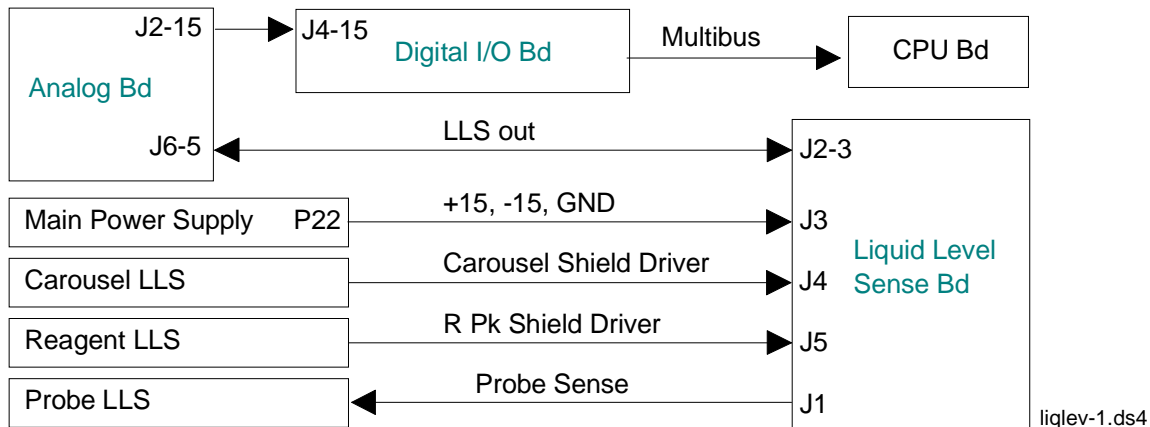 J2-15
J4-15
Digital I/O Bd
Multibus
CPU Bd
Analog Bd
J6-5
LLS out
J2-3
Main Power Supply P22
+15, -15, GND
J3
Liquid Level
Sense Bd
Carousel LLS
Carousel Shield Driver
J4
Reagent LLS
R Pk Shield Driver
J5
Probe LLS
Probe Sense
J1
liqlev-1.ds4